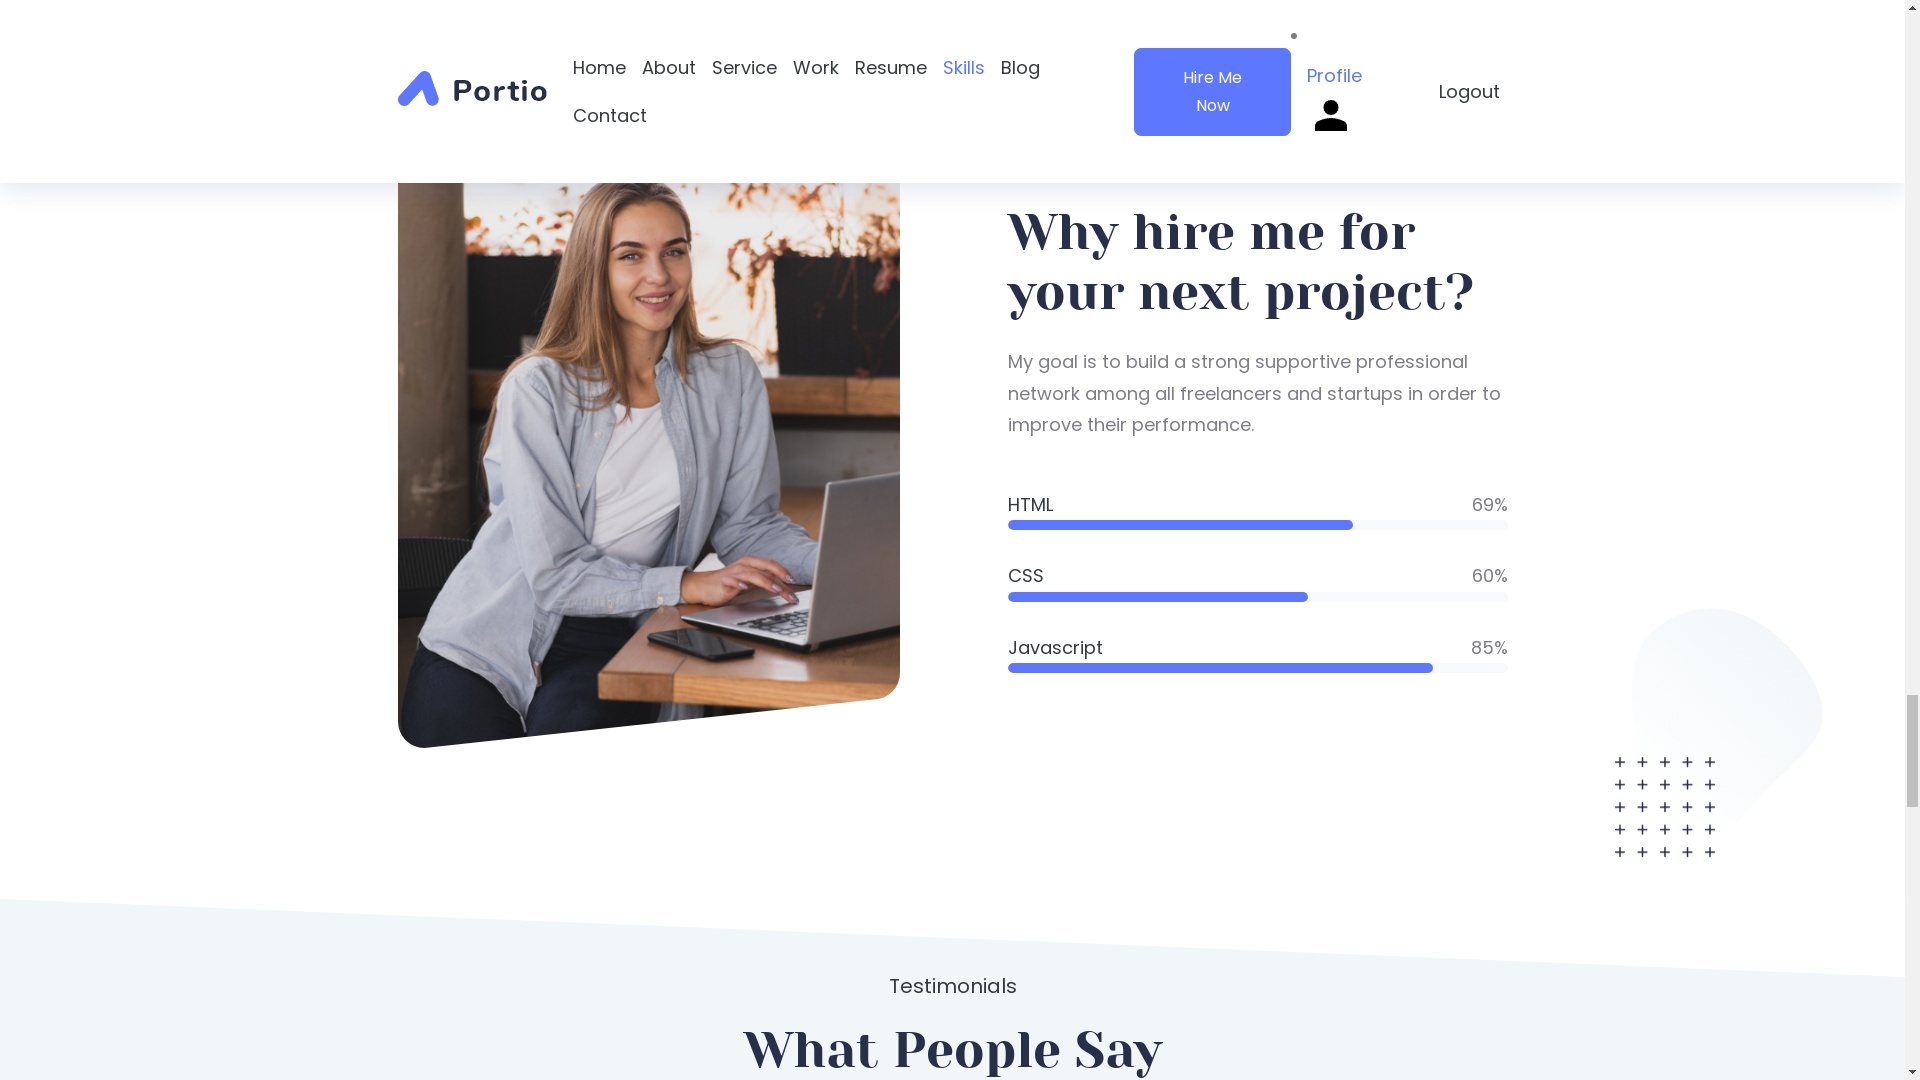 Portio
Home About Service Work Resume Skills Blog
Contact
Hire Me
Now
Profile
Logout
Why hire me for
your next project?
My goal is to build a strong supportive professional
network among all freelancers and startups in order to
improve their performance.
HTML 69%
CSS 60%
Javascript 85%
Testimonials
What People Say